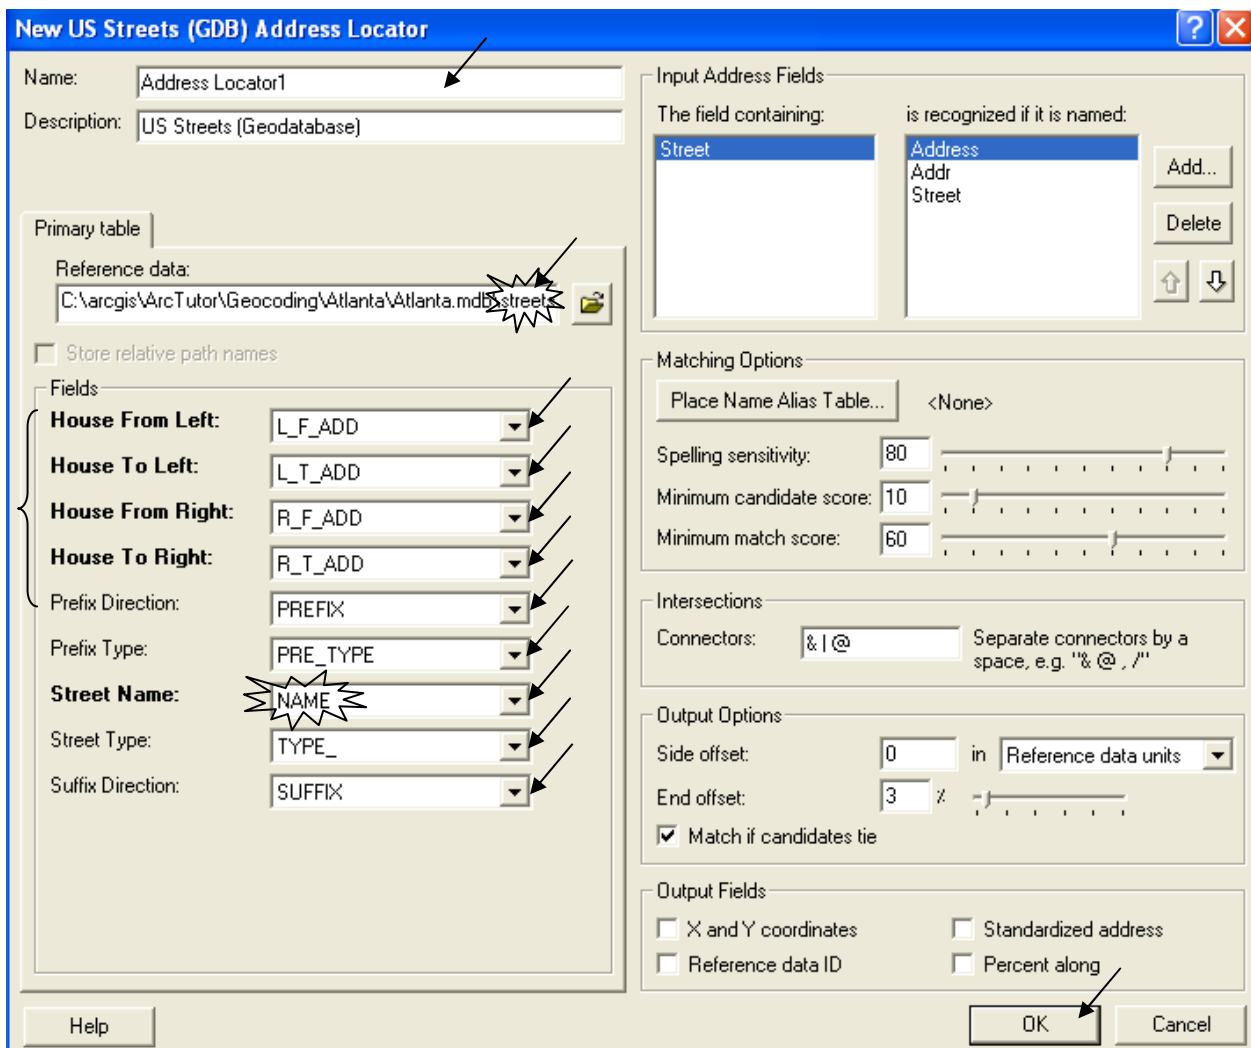 New US Streets (GDB) Address Locator
Name:
Address Locator1
Description:
US Streets (Geodatabase)
Primary table
Reference data:
C:\arcgis\ArcTutor\Geocoding\Atlanta\Atlanta.mdb\streets
Store relative path names
Fields
House From Left:
L_F_ADD
House To Left:
L_T_ADD
House From Right:
R_F_ADD
House To Right:
R_T_ADD
Prefix Direction:
PREFIX
Prefix Type:
PRE_TYPE
Street Name:
NAME
Street Type:
TYPE_
Suffix Direction:
SUFFIX
Help
Input Address Fields
The field containing:
is recognized if it is named:
Street
Address
Addr
Street
Add...
Delete
Matching Options
Place Name Alias Table...
<None>
Spelling sensitivity:
80
Minimum candidate score:
10
Minimum match score:
60
Intersections
Connectors:
& | @
Separate connectors by a
space, e.g. "& @ , /"
Output Options
Side offset:
0
in
Reference data units
End offset:
3
%
Match if candidates tie
Output Fields
X and Y coordinates
Standardized address
Reference data ID
Percent along
OK
Cancel